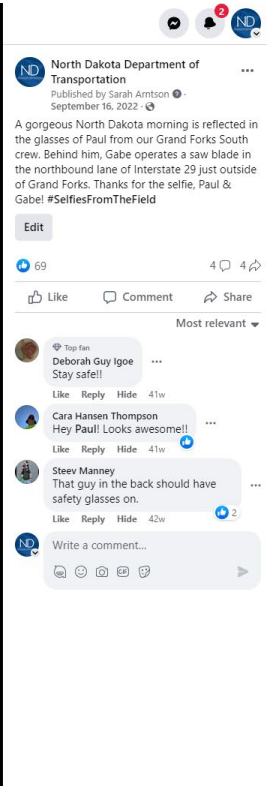 2
ND
ND
North Dakota Department of
Transportation
Published by Sarah Arntson
September 16, 2022 ·
A gorgeous North Dakota morning is reflected in
the glasses of Paul from our Grand Forks South
crew. Behind him, Gabe operates a saw blade in
the northbound lane of Interstate 29 just outside
of Grand Forks. Thanks for the selfie, Paul &
Gabe! #SelfiesFromTheField
Edit
69 4 4
Like Comment Share
Most relevant
Top fan
Deborah Guy Igoe
Stay safe!!
Like Reply Hide 41w
Cara Hansen Thompson
Hey Paul! Looks awesome!!
Like Reply Hide 41w
Steev Manney
That guy in the back should have
safety glasses on.
2
Like Reply Hide 42w
ND
Write a comment...
GIF